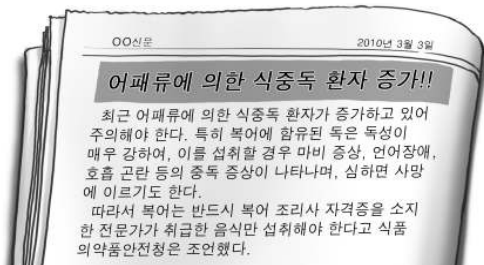 OO신문
2010년 3월 3일
어패류에 의한 식중독 환자 증가!!
최근 어패류에 의한 식중독 환자가 증가하고 있어
주의해야 한다. 특히 복어에 함유된 독은 독성이
매우 강하여, 이를 섭취할 경우 마비 증상, 언어장애,
호흡 곤란 등의 중독 증상이 나타나며, 심하면 사망
에 이르기도 한다.
따라서 복어는 반드시 복어 조리사 자격증을 소지
한 전문가가 취급한 음식만 섭취해야 한다고 식품
의약품안전청은 조언했다.